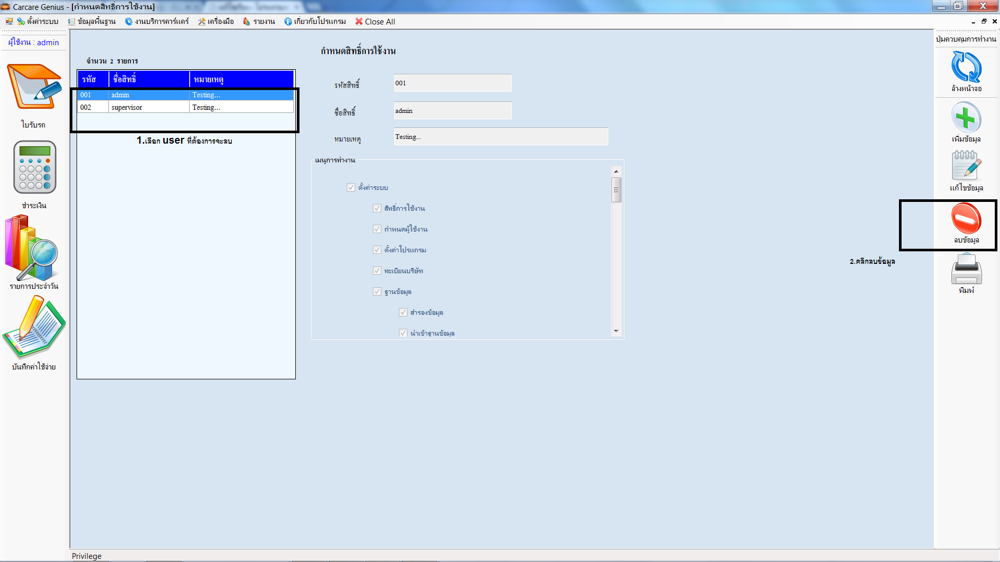 Carcare Genius - [กำหนดสิทธิ์การใช้งาน]
ตั้งค่าระบบ ข้อมูลพื้นฐาน งานบริการคาร์แคร์ เครื่องมือ รายงาน เกี่ยวกับโปรแกรม Close All
ผู้ใช้งาน : admin
ใบรับรถ
ชำระเงิน
รายการประจำวัน
บันทึกค่าใช้จ่าย
จำนวน 2 รายการ
รหัส ชื่อสิทธิ์ หมายเหตุ
001 admin Testing...
002 supervisor Testing...
1.เลือก user ที่ต้องการจะลบ
กำหนดสิทธิ์การใช้งาน
รหัสสิทธิ์ 001
ชื่อสิทธิ์ admin
หมายเหตุ Testing...
เมนูการทำงาน
ตั้งค่าระบบ
สิทธิ์การใช้งาน
กำหนดผู้ใช้งาน
ตั้งค่าโปรแกรม
ทะเบียนบริษัท
ฐานข้อมูล
สำรองข้อมูล
นำเข้าฐานข้อมูล
ปุ่มควบคุมการทำงาน
ล้างหน้าจอ
เพิ่มข้อมูล
แก้ไขข้อมูล
ลบข้อมูล
2.คลิกลบข้อมูล
พิมพ์
Privilege